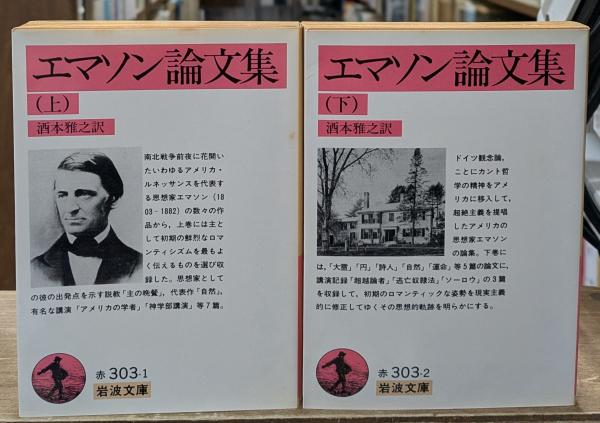 エマソン論文集
(上)
酒本雅之訳
南北戦争前夜に花開い
たいわゆるアメリカ・
ルネッサンスを代表す
る思想家エマソン(18
03-1882)の数々の作
品から,上巻には主と
して初期の鮮烈なロマ
ンティシズムを最もよ
く伝えるものを選び収
録した。思想家として
の彼の出発点を示す説教「主の晩餐」,代表作「自然」,
有名な講演「アメリカの学者」「神学部講演」等7篇。
赤 303-1
岩波文庫
エマソン論文集
(下)
酒本雅之訳
ドイツ観念論,
ことにカント哲
学の精神をアメ
リカに移入して,
超絶主義を提唱
したアメリカの
思想家エマソン
の論集。下巻に
は,「大霊」「円」「詩人」「自然」「運命」等5篇の論文に,
講演記録「超越論者」「逃亡奴隷法」「ソーロウ」の3篇
を収録して,初期のロマンティックな姿勢を現実主義
的に修正してゆくその思想的軌跡を明らかにする。
赤 303-2
岩波文庫